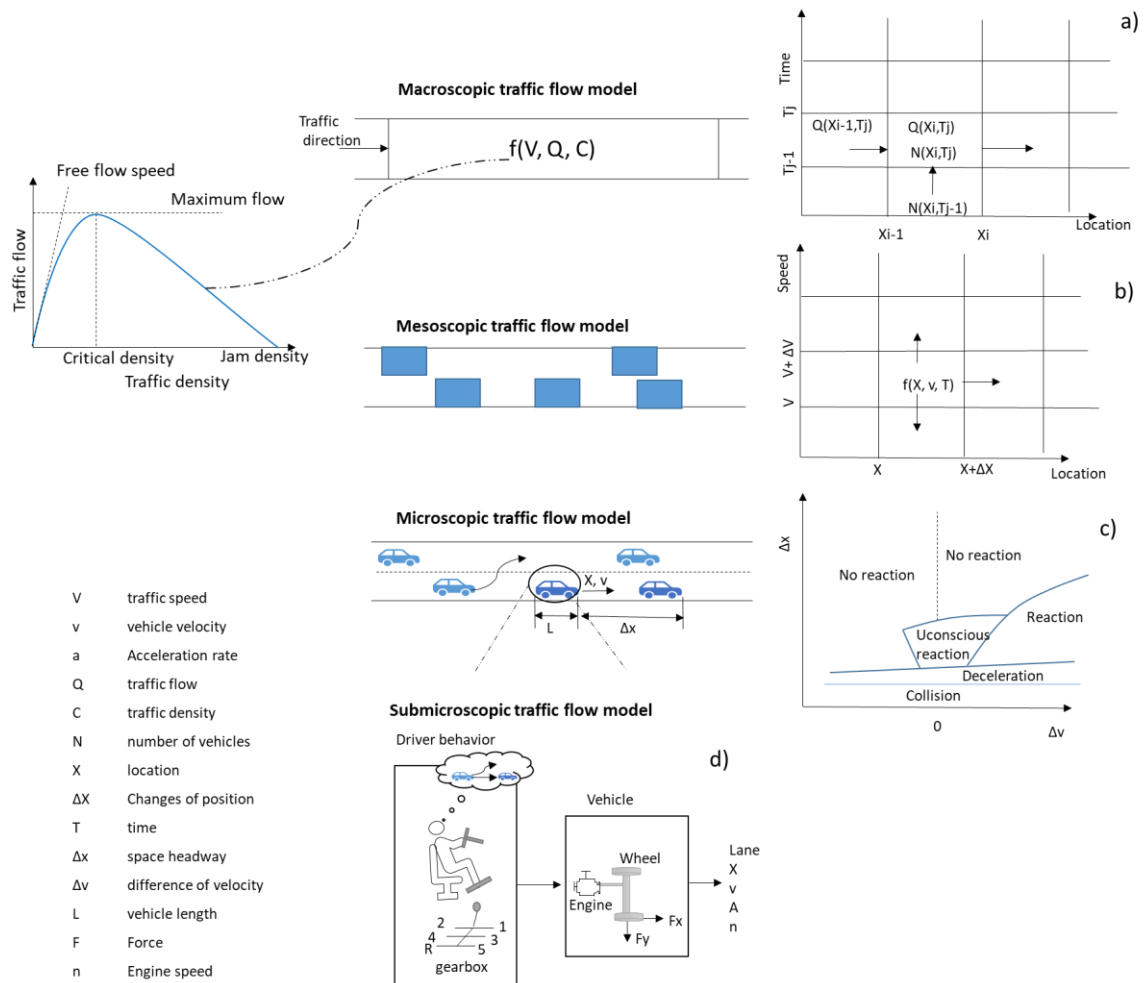 a)
Macroscopic traffic flow model
Traffic
direction
f(V, Q, C)
Free flow speed
Maximum flow
Traffic flow
Critical density
Jam density
Traffic density
Time
Tj
Tj-1
Q(Xi-1,Tj)
Q(Xi,Tj)
N(Xi,Tj)
N(Xi,Tj-1)
Location
Xi-1
Xi
b)
Mesoscopic traffic flow model
Speed
V+ ΔV
V
f(X, v, T)
X
X+ΔX
Location
c)
Microscopic traffic flow model
X, v
L
Δx
Δx
No reaction
No reaction
Reaction
Uconscious
reaction
Deceleration
Collision
0
Δv
V traffic speed
v vehicle velocity
a Acceleration rate
Q traffic flow
C traffic density
N number of vehicles
X location
ΔX Changes of position
T time
Δx space headway
Δv difference of velocity
L vehicle length
F Force
n Engine speed
Submicroscopic traffic flow model
d)
Driver behavior
2 1
4 3
R 5
gearbox
Vehicle
Wheel
Engine
Fx
Fy
Lane
X
v
A
n